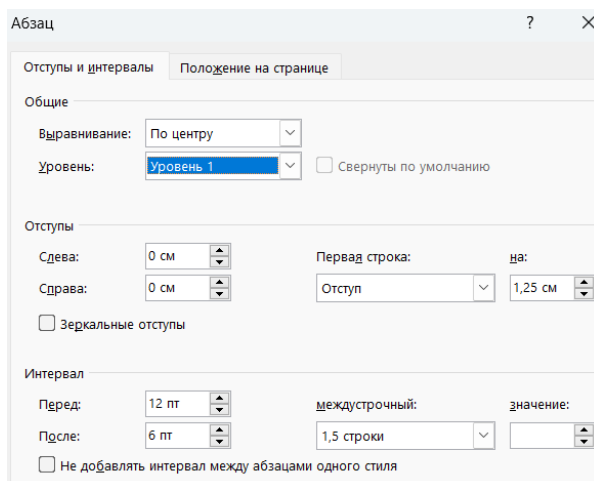 Абзац ?
Отступы и интервалы Положение на странице
Общие
Выравнивание: По центру
Уровень: Уровень 1 Свернуты по умолчанию
Отступы
Слева: 0 см Первая строка: на:
Справа: 0 см Отступ 1,25 см
Зеркальные отступы
Интервал
Перед: 12 пт междустрочный: значение:
После: 6 пт 1,5 строки
Не добавлять интервал между абзацами одного стиля